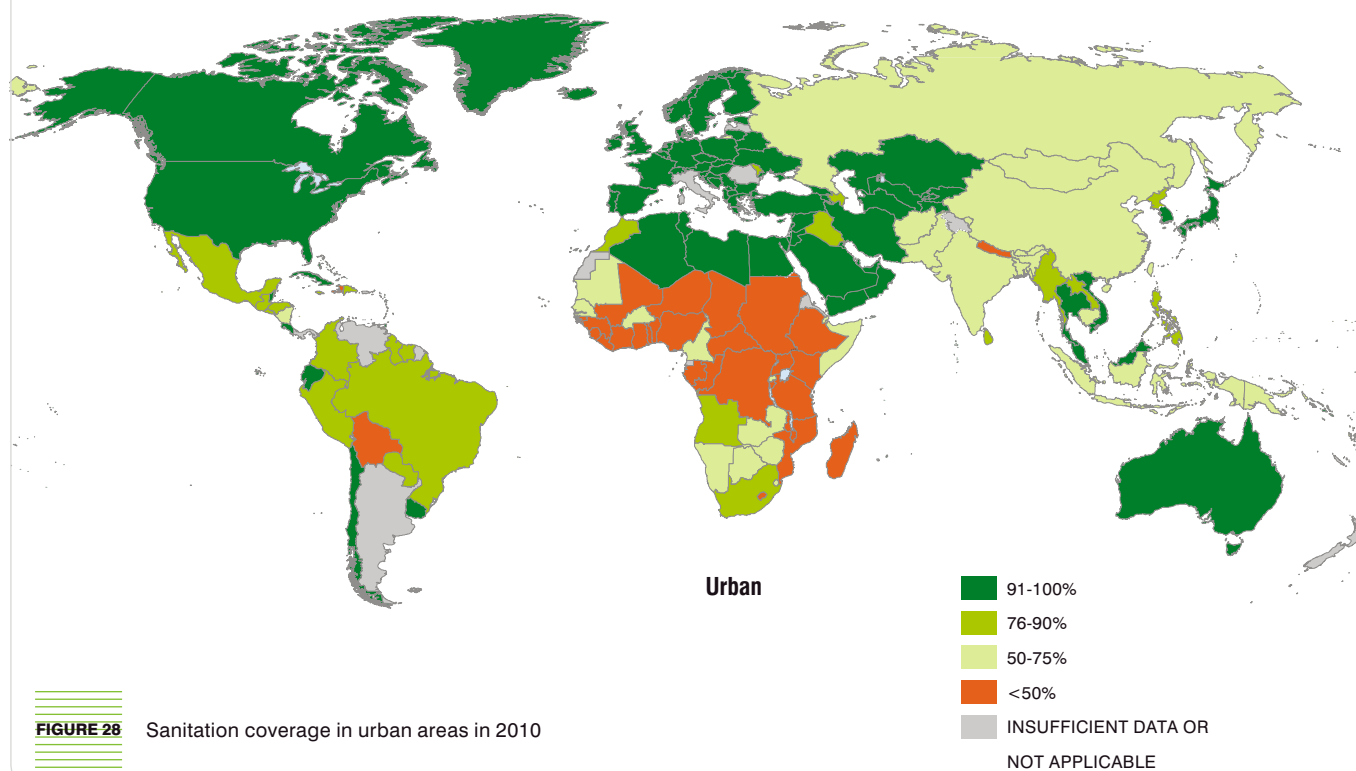 Urban
91-100%
76-90%
50-75%
<50%
INSUFFICIENT DATA OR
NOT APPLICABLE
FIGURE 28 Sanitation coverage in urban areas in 2010